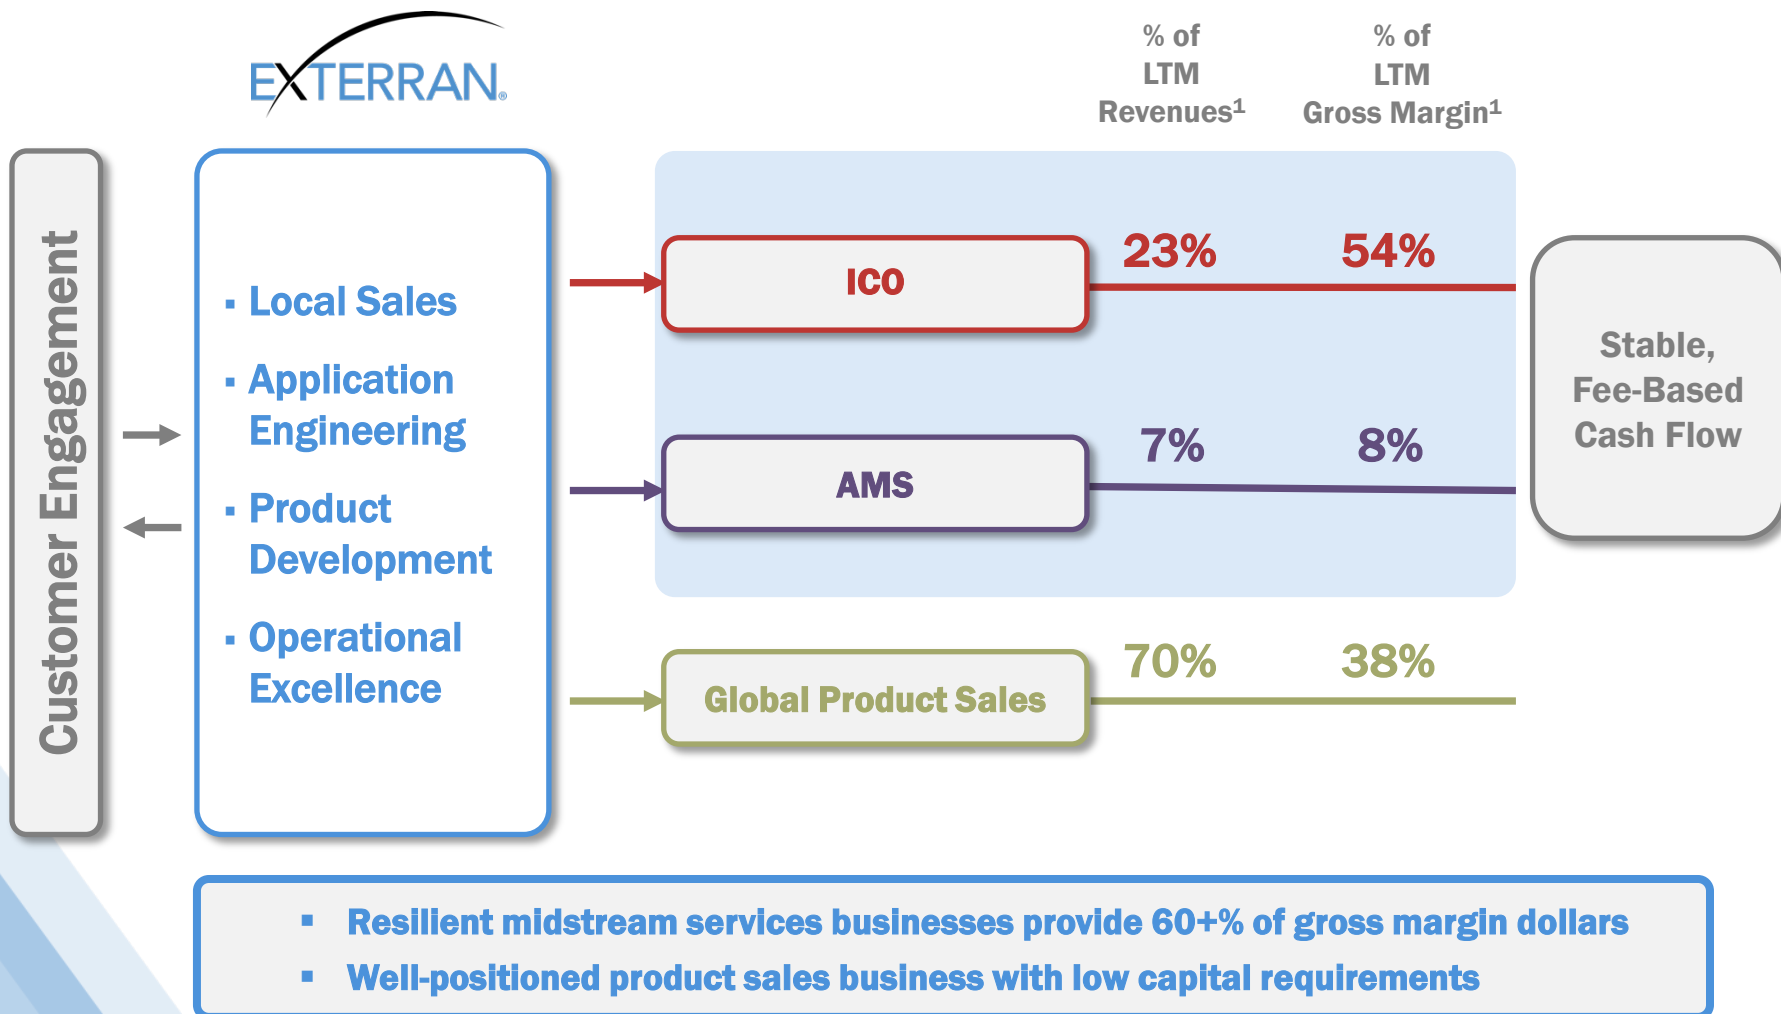 EXTERRAN®
% of
LTM
Revenues¹
% of
LTM
Gross Margin¹
Customer Engagement
▪ Local Sales
▪ Application
Engineering
▪ Product
Development
▪ Operational
Excellence
ICO
23%
54%
AMS
7%
8%
Global Product Sales
70%
38%
Stable,
Fee-Based
Cash Flow
▪ Resilient midstream services businesses provide 60+% of gross margin dollars
▪ Well-positioned product sales business with low capital requirements